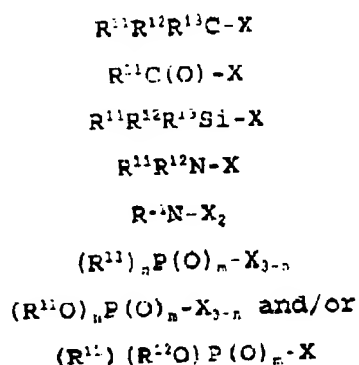 R¹¹R¹²R¹³C-X
R¹¹C(O)-X
R¹¹R¹²R¹³Si-X
R¹¹R¹²N-X
R¹¹N-X₂
(R¹¹)ₙP(O)ₘ-X₃₋ₙ
(R¹¹O)ₙP(O)ₘ-X₃₋ₙ and/or
(R¹¹)(R¹²O)P(O)ₘ-X